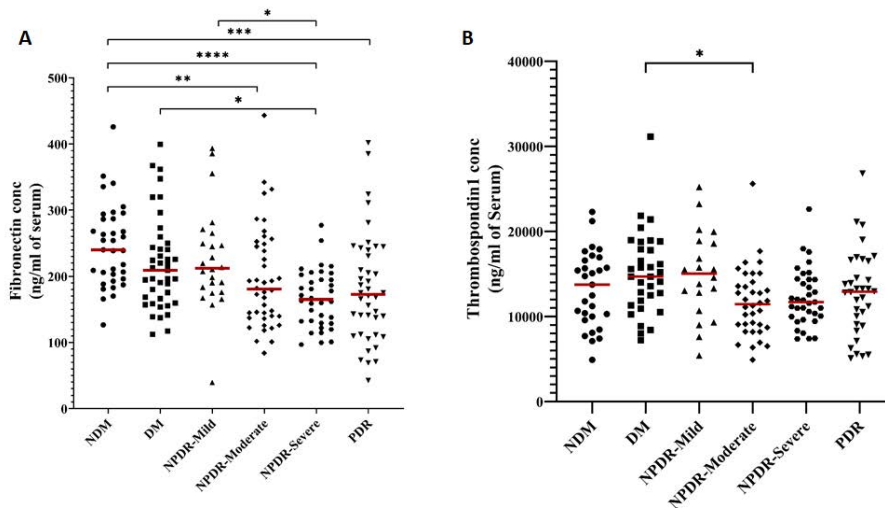 A
*
***
****
**
*
Fibronectin conc
(ng/ml of serum)
500
400
300
200
100
0
NDM
DM
NPDR-Mild
NPDR-Moderate
NPDR-Severe
PDR
B
*
Thrombospondin1 conc
(ng/ml of Serum)
40000
30000
20000
10000
0
NDM
DM
NPDR-Mild
NPDR-Moderate
NPDR-Severe
PDR